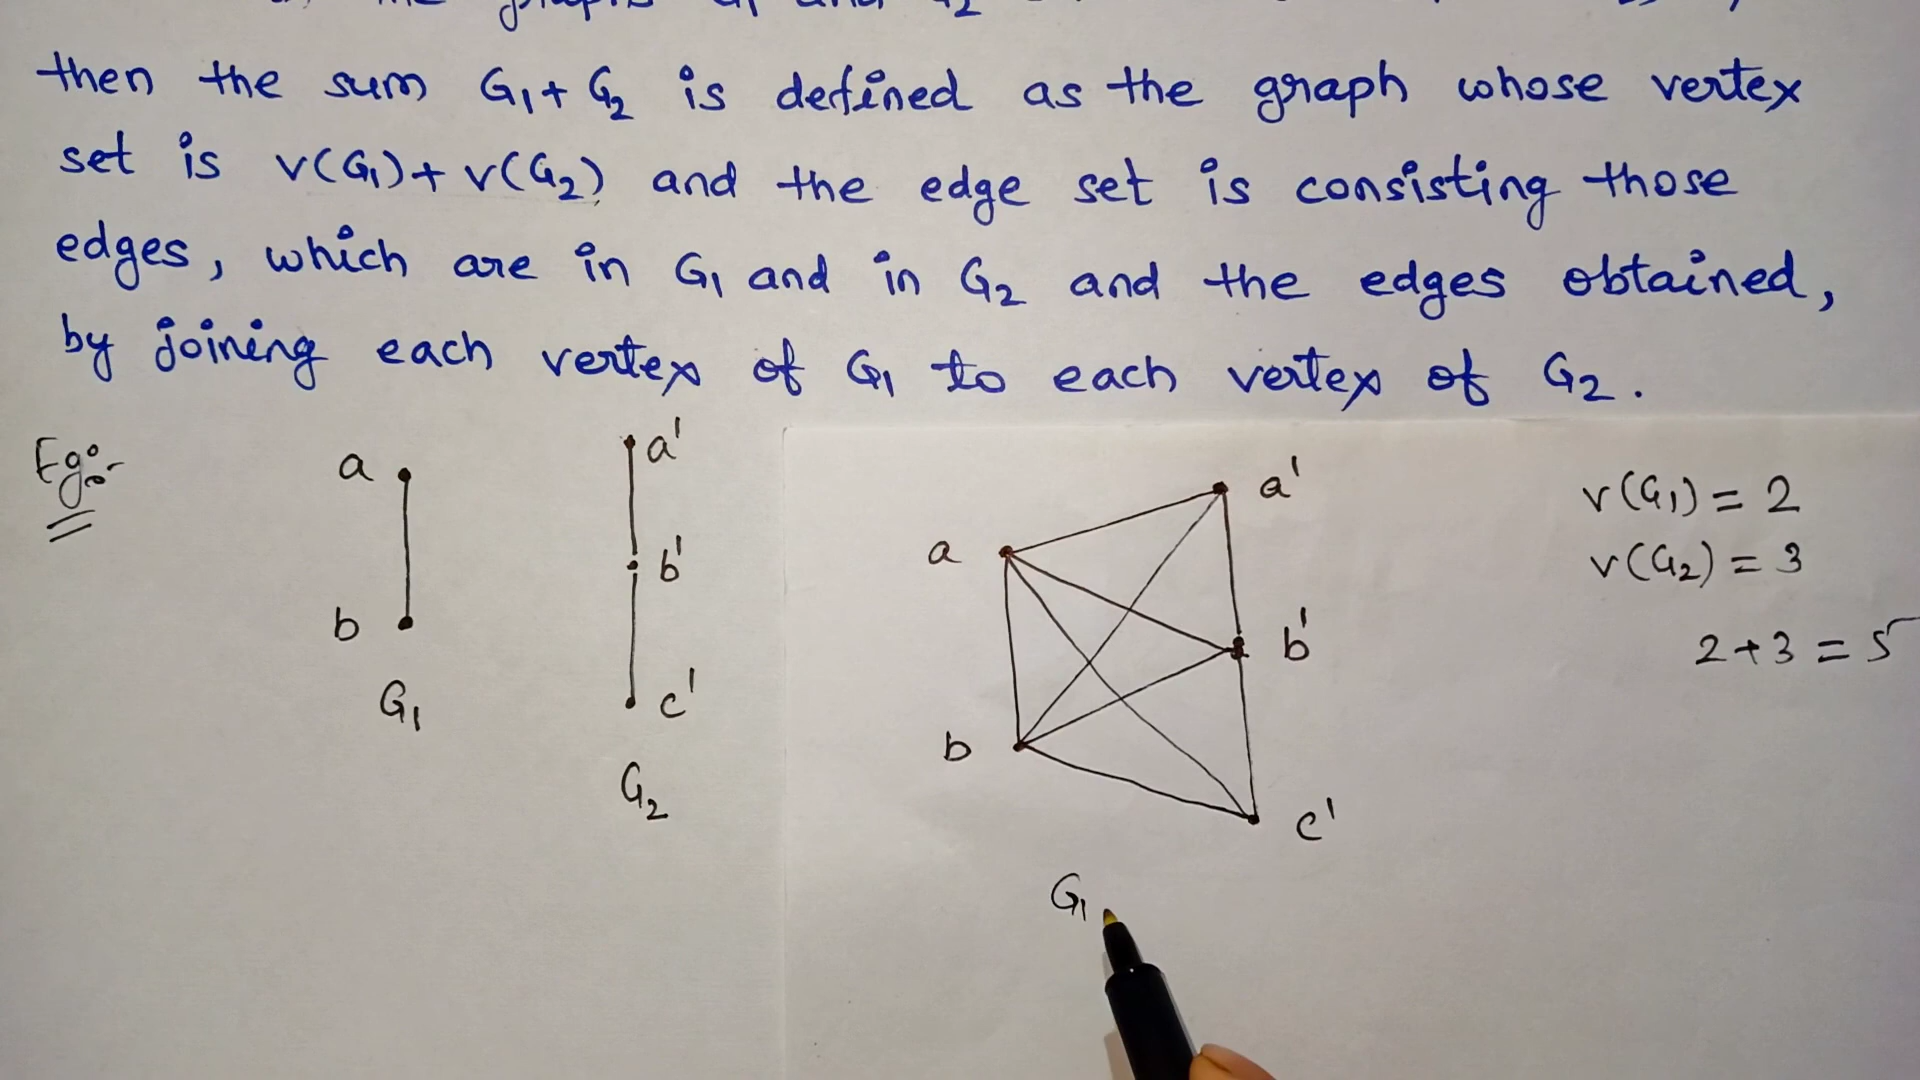 then the sum G1+G2 is defined as the graph whose vertex
set is v(G1)+v(G2) and the edge set is consisting those
edges, which are in G1 and in G2 and the edges obtained,
by joining each vertex of G1 to each vertex of G2.
Eg:-
a
b
G1
a'
b'
c'
G2
a
b
a'
b'
c'
G1
v(G1) = 2
v(G2) = 3
2+3 = 5